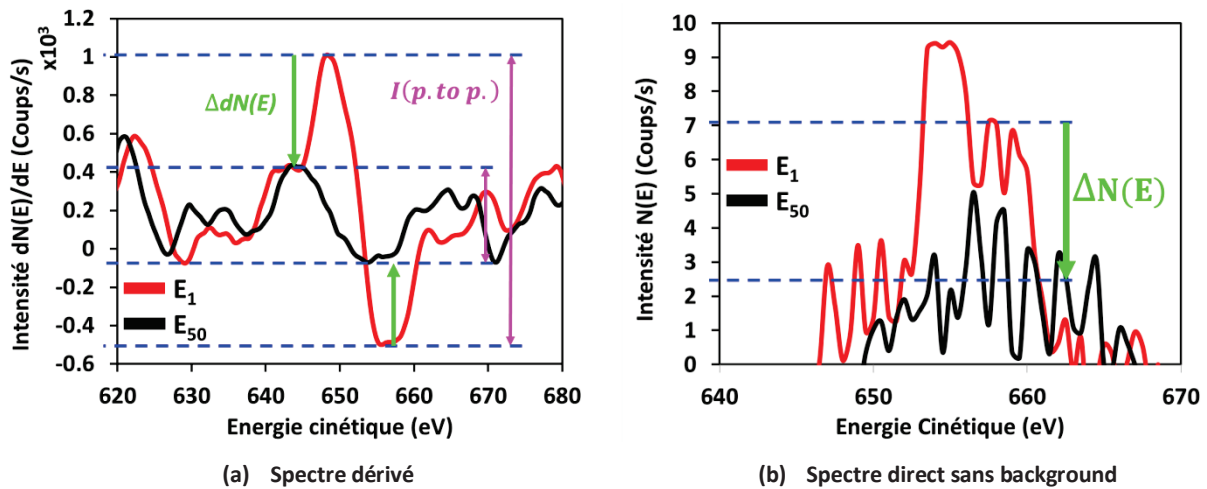 Intensité dN(E)/dE (Coups/s)
x10³
1.2
1
0.8
0.6
0.4
0.2
0
-0.2
-0.4
-0.6
ΔdN(E)
I(p. to p.)
E₁
E₅₀
620 630 640 650 660 670 680
Energie cinétique (eV)
(a) Spectre dérivé
Intensité N(E) (Coups/s)
10
9
8
7
6
5
4
3
2
1
0
E₁
E₅₀
ΔN(E)
640 650 660 670
Energie Cinétique (eV)
(b) Spectre direct sans background